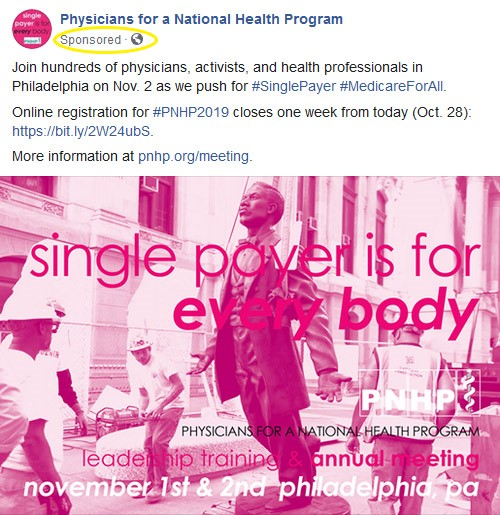 single
payer is for
every body
PNHP
Physicians for a National Health Program
Sponsored ·
Join hundreds of physicians, activists, and health professionals in
Philadelphia on Nov. 2 as we push for #SinglePayer #MedicareForAll.
Online registration for #PNHP2019 closes one week from today (Oct. 28):
https://bit.ly/2W24ubS.
More information at pnhp.org/meeting.
single payer is for
every body
PNHP
PHYSICIANS FOR A NATIONAL HEALTH PROGRAM
leadership training & annual meeting
november 1st & 2nd philadelphia, pa